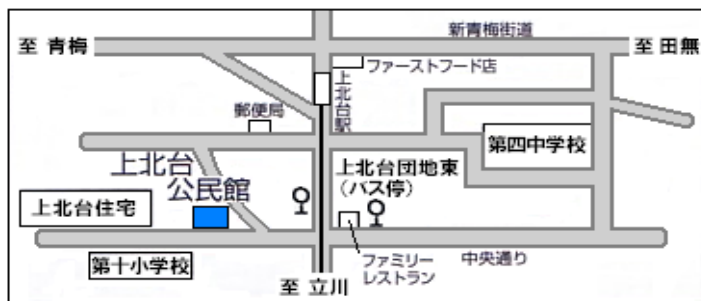 新青梅街道
至 青梅
至 田無
ファーストフード店
上北台駅
郵便局
第四中学校
上北台
公民館
上北台団地東
(バス停)
上北台住宅
第十小学校
ファミリー
レストラン
中央通り
至 立川